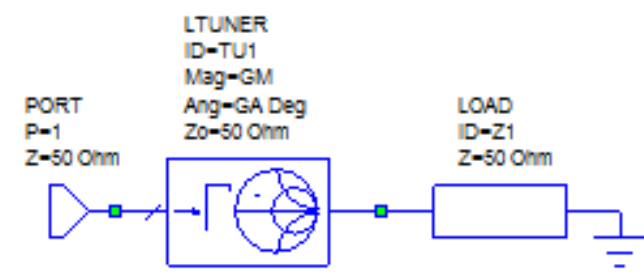 LTUNER
ID=TU1
Mag=GM
Ang=GA Deg
Zo=50 Ohm
PORT
P=1
Z=50 Ohm
LOAD
ID=Z1
Z=50 Ohm